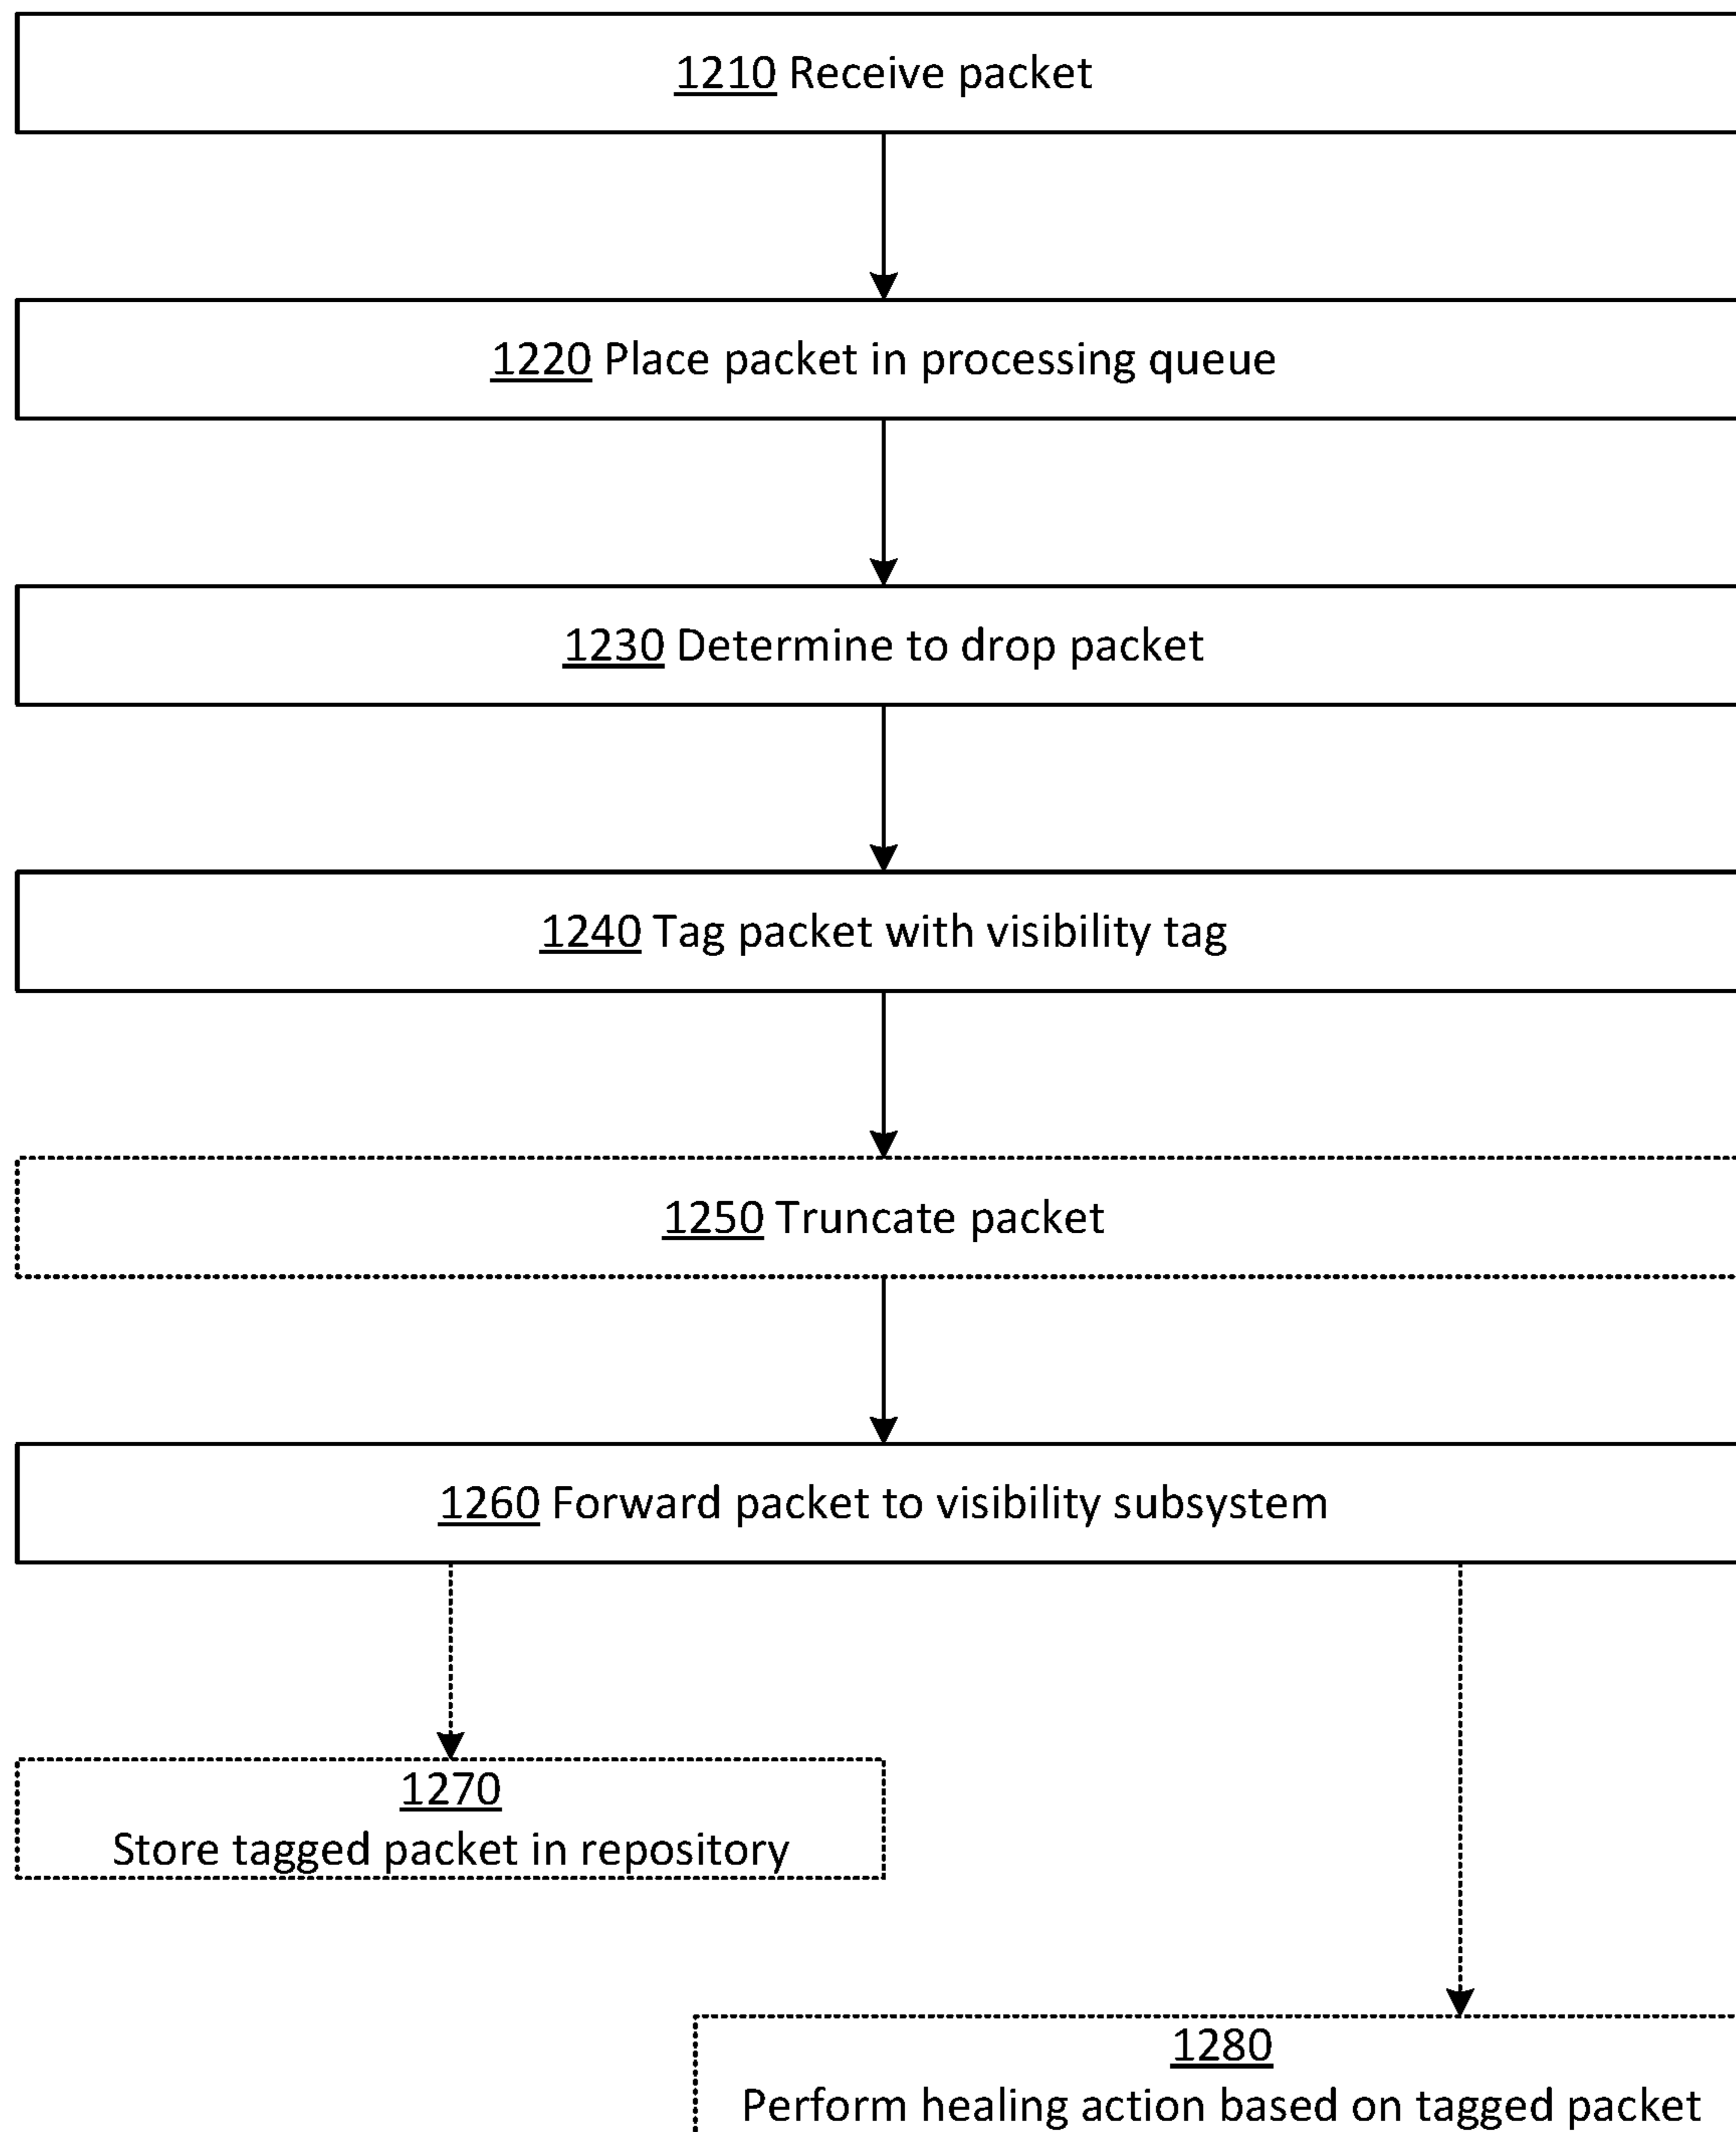 1210 Receive packet
1220 Place packet in processing queue
1230 Determine to drop packet
1240 Tag packet with visibility tag
1250 Truncate packet
1260 Forward packet to visibility subsystem
1270
Store tagged packet in repository
1280
Perform healing action based on tagged packet